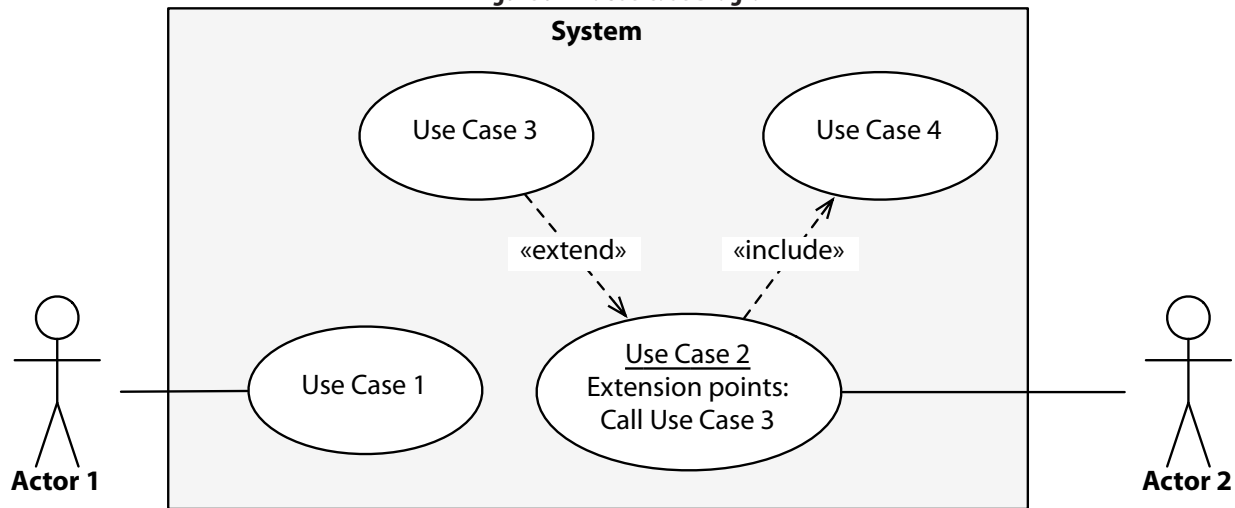 System
Use Case 3
Use Case 4
«extend»
«include»
Use Case 1
Use Case 2
Extension points:
Call Use Case 3
Actor 1
Actor 2